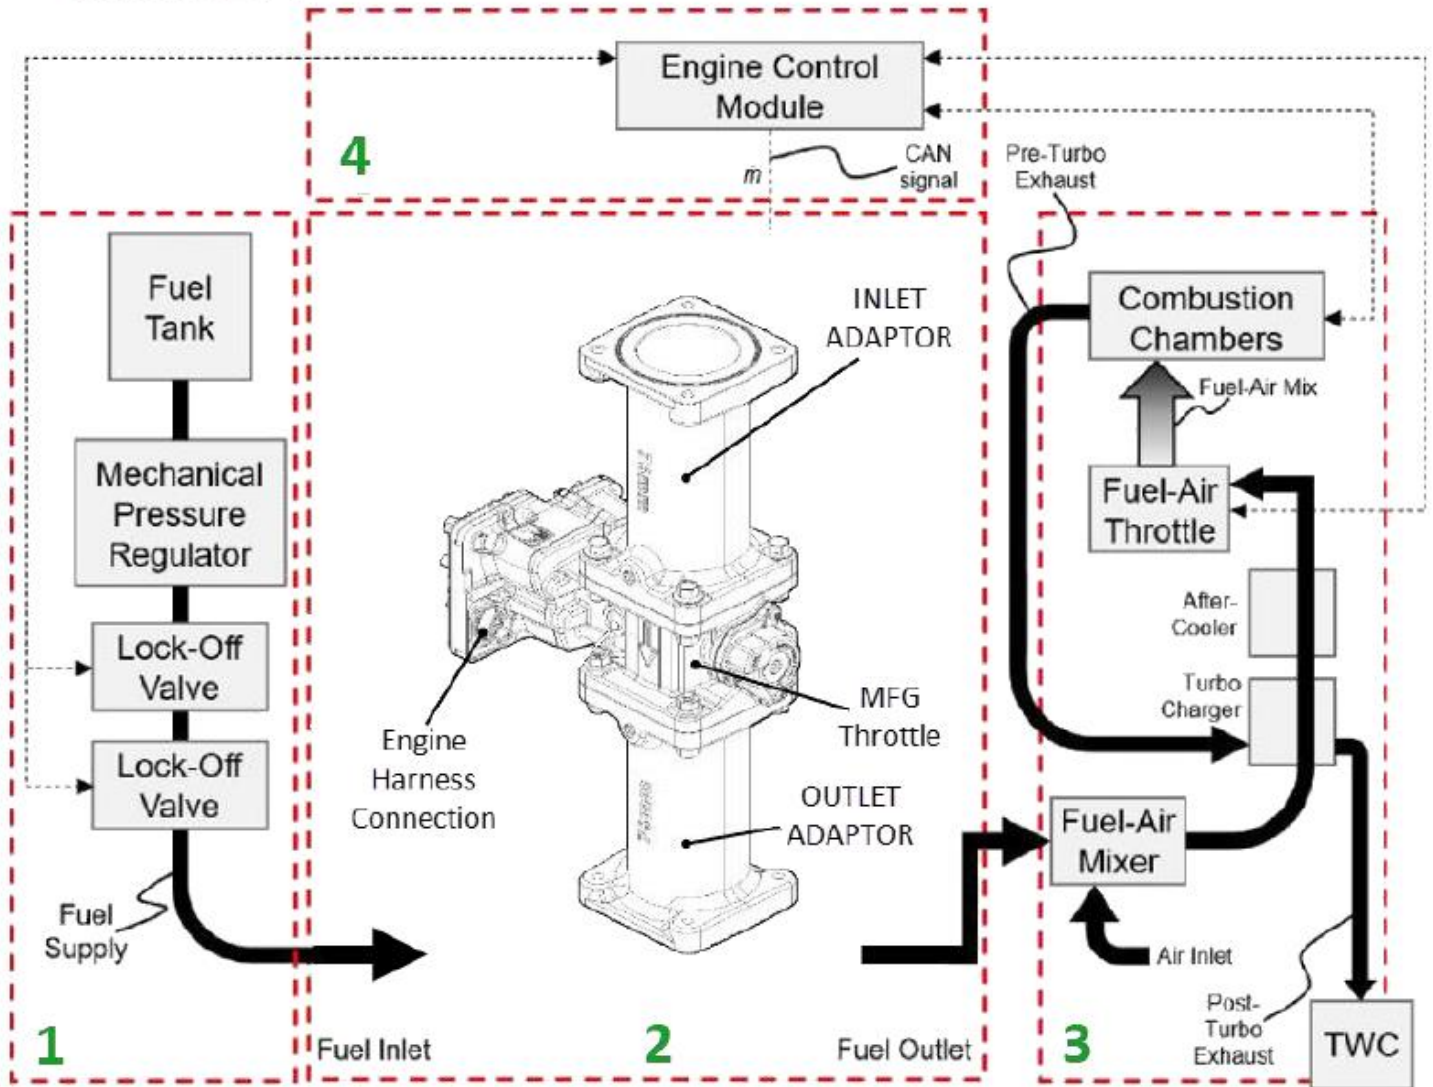 Engine Control
Module
4
CAN
signal
ṁ
Pre-Turbo
Exhaust
Fuel
Tank
Mechanical
Pressure
Regulator
Lock-Off
Valve
Lock-Off
Valve
Fuel
Supply
1
INLET
ADAPTOR
Engine
Harness
Connection
MFG
Throttle
OUTLET
ADAPTOR
Fuel Inlet
2
Fuel Outlet
Combustion
Chambers
Fuel-Air Mix
Fuel-Air
Throttle
After-
Cooler
Turbo
Charger
Fuel-Air
Mixer
Air Inlet
Post-
Turbo
Exhaust
3
TWC